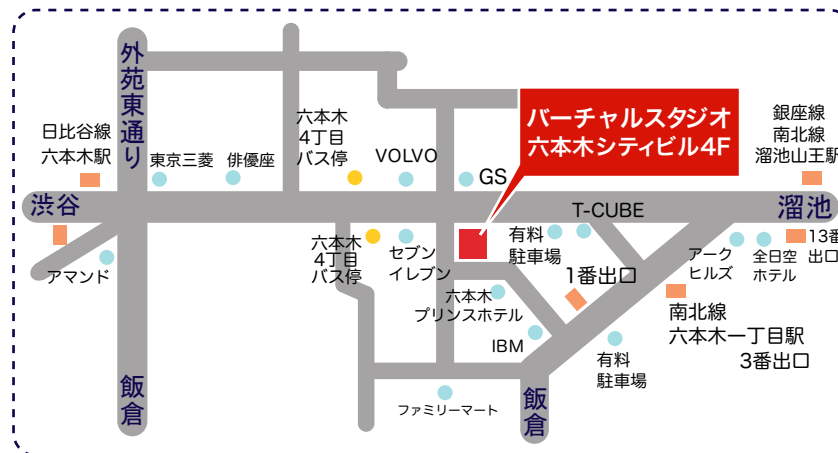 外苑東通り
日比谷線
六本木駅
東京三菱
俳優座
六本木
4丁目
バス停
VOLVO
GS
バーチャルスタジオ
六本木シティビル4F
銀座線
南北線
溜池山王駅
渋谷
溜池
アマンド
六本木
4丁目
バス停
セブン
イレブン
有料
駐車場
T-CUBE
1番出口
アーク
ヒルズ
全日空
ホテル
13番
出口
六本木
プリンスホテル
IBM
南北線
六本木一丁目駅
3番出口
有料
駐車場
飯倉
ファミリーマート
飯倉